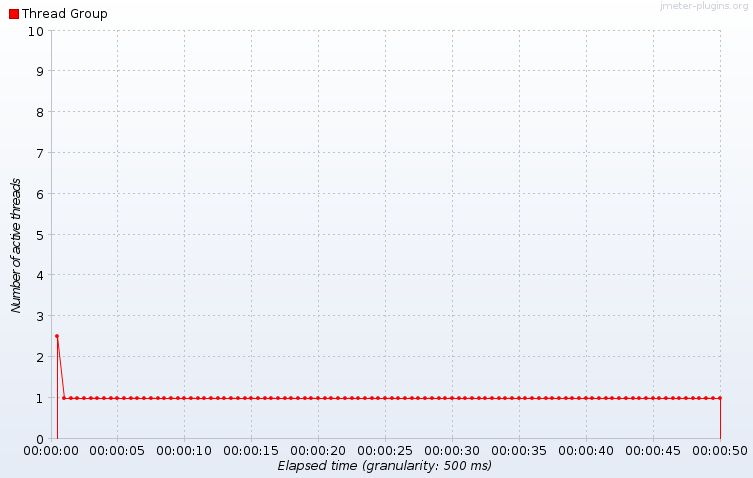 jmeter-plugins.org
Thread Group
10
9
8
7
6
5
4
3
2
1
0
Number of active threads
00:00:00 00:00:05 00:00:10 00:00:15 00:00:20 00:00:25 00:00:30 00:00:35 00:00:40 00:00:45 00:00:50
Elapsed time (granularity: 500 ms)